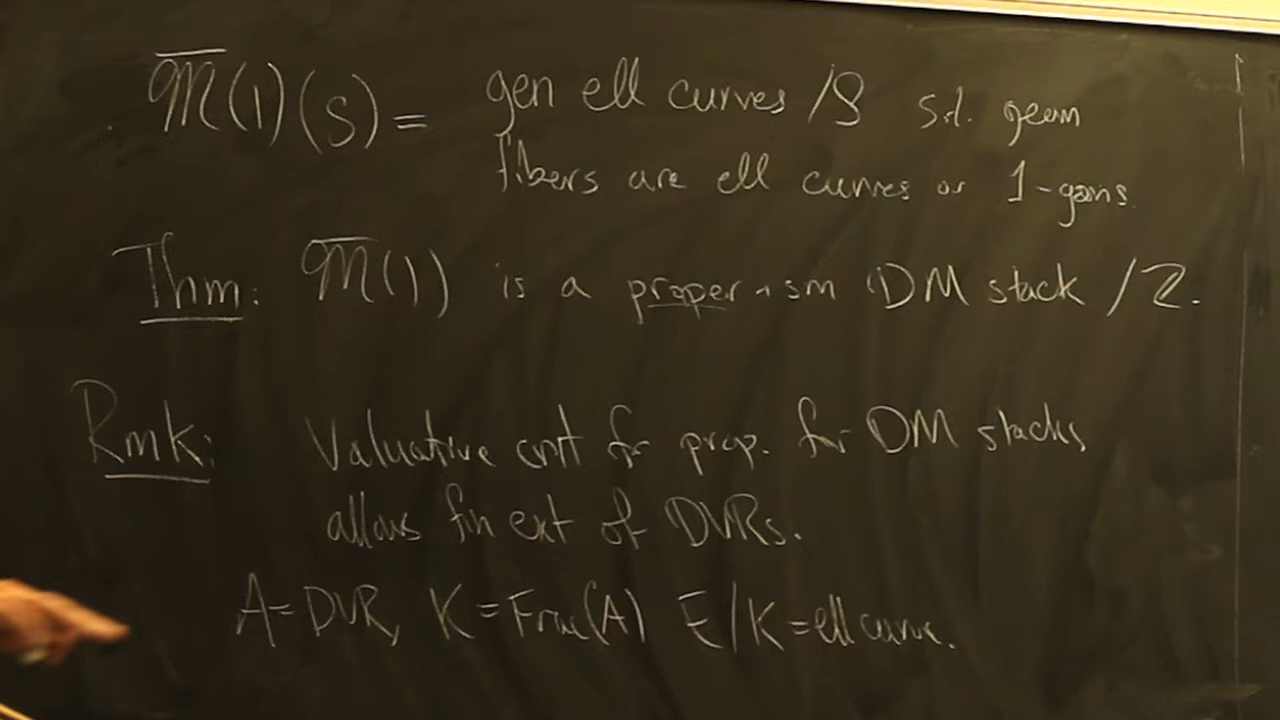 𝓜̅(1)(S) = gen ell curves /S s.t. geom
fibers are ell curves or 1-gons.
Thm: 𝓜̅(1) is a proper + sm DM stack /Z.
Rmk: Valuative crit for prop. for DM stacks
allows fin ext of DVRs.
A = DVR, K = Frac(A) E/K = ell curve.